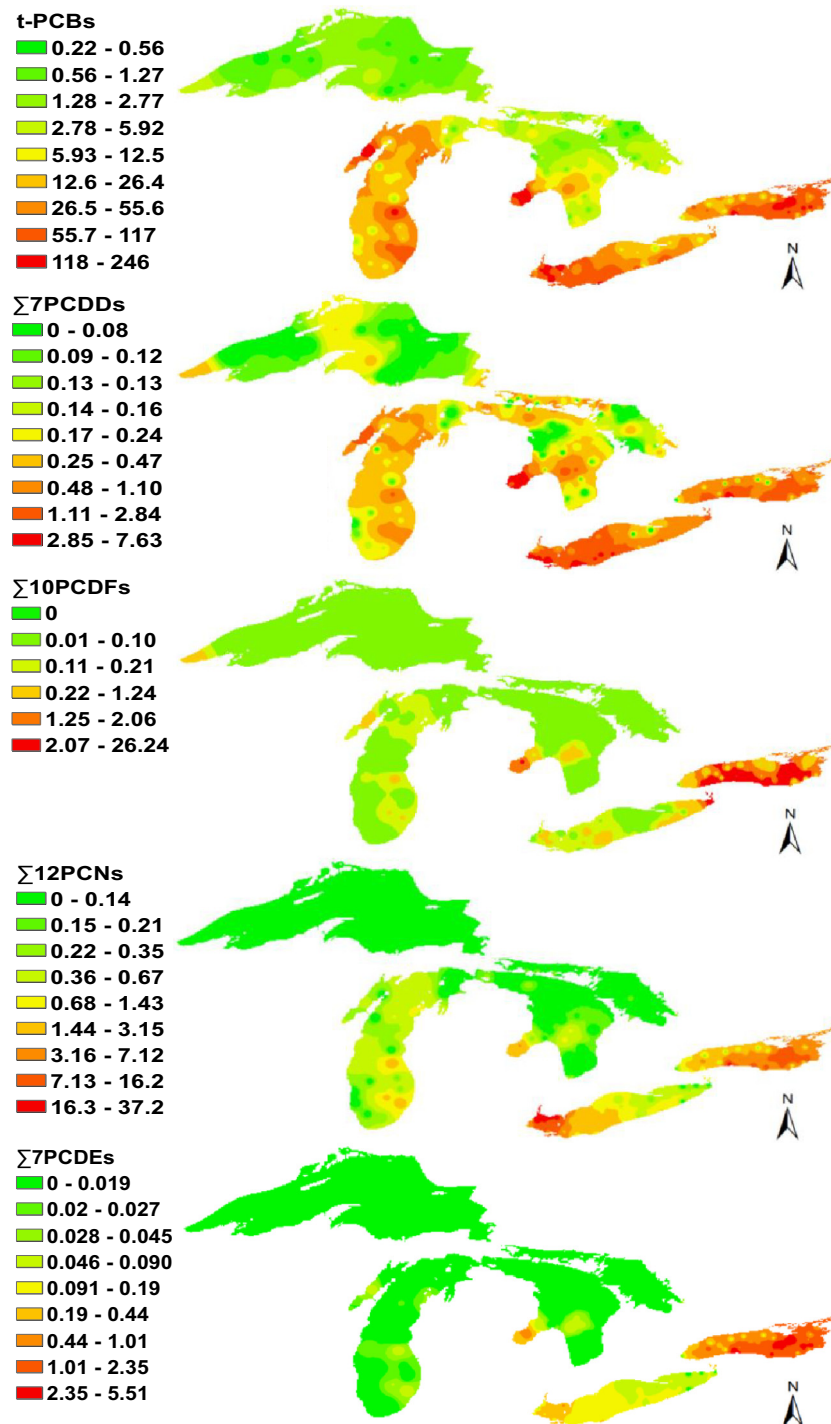 t-PCBs
0.22 - 0.56
0.56 - 1.27
1.28 - 2.77
2.78 - 5.92
5.93 - 12.5
12.6 - 26.4
26.5 - 55.6
55.7 - 117
118 - 246
N
∑7PCDDs
0 - 0.08
0.09 - 0.12
0.13 - 0.13
0.14 - 0.16
0.17 - 0.24
0.25 - 0.47
0.48 - 1.10
1.11 - 2.84
2.85 - 7.63
N
∑10PCDFs
0
0.01 - 0.10
0.11 - 0.21
0.22 - 1.24
1.25 - 2.06
2.07 - 26.24
N
∑12PCNs
0 - 0.14
0.15 - 0.21
0.22 - 0.35
0.36 - 0.67
0.68 - 1.43
1.44 - 3.15
3.16 - 7.12
7.13 - 16.2
16.3 - 37.2
N
∑7PCDEs
0 - 0.019
0.02 - 0.027
0.028 - 0.045
0.046 - 0.090
0.091 - 0.19
0.19 - 0.44
0.44 - 1.01
1.01 - 2.35
2.35 - 5.51
N